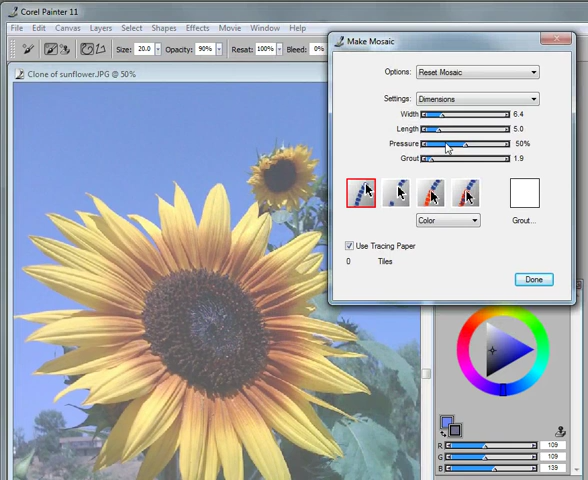 Corel Painter 11
File Edit Canvas Layers Select Shapes Effects Movie Window Help
Size: 20.0 Opacity: 90% Resat: 100% Bleed: 0%
Clone of sunflower.JPG @ 50%
Make Mosaic
Options: Reset Mosaic
Settings: Dimensions
Width 6.4
Length 5.0
Pressure 50%
Grout 1.9
Color Grout...
Use Tracing Paper
0 Tiles
Done
R 109
G 109
B 139